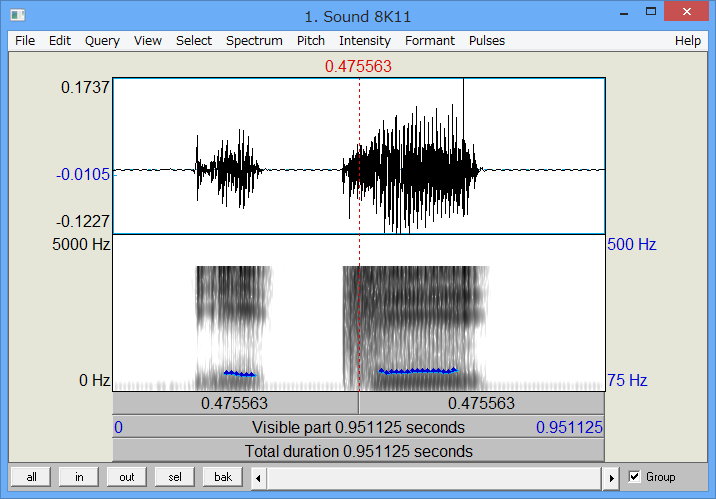 1. Sound 8K11
File Edit Query View Select Spectrum Pitch Intensity Formant Pulses Help
0.475563
0.1737
-0.0105
-0.1227
5000 Hz 500 Hz
0 Hz 75 Hz
0.475563 0.475563
0 Visible part 0.951125 seconds 0.951125
Total duration 0.951125 seconds
all in out sel bak Group